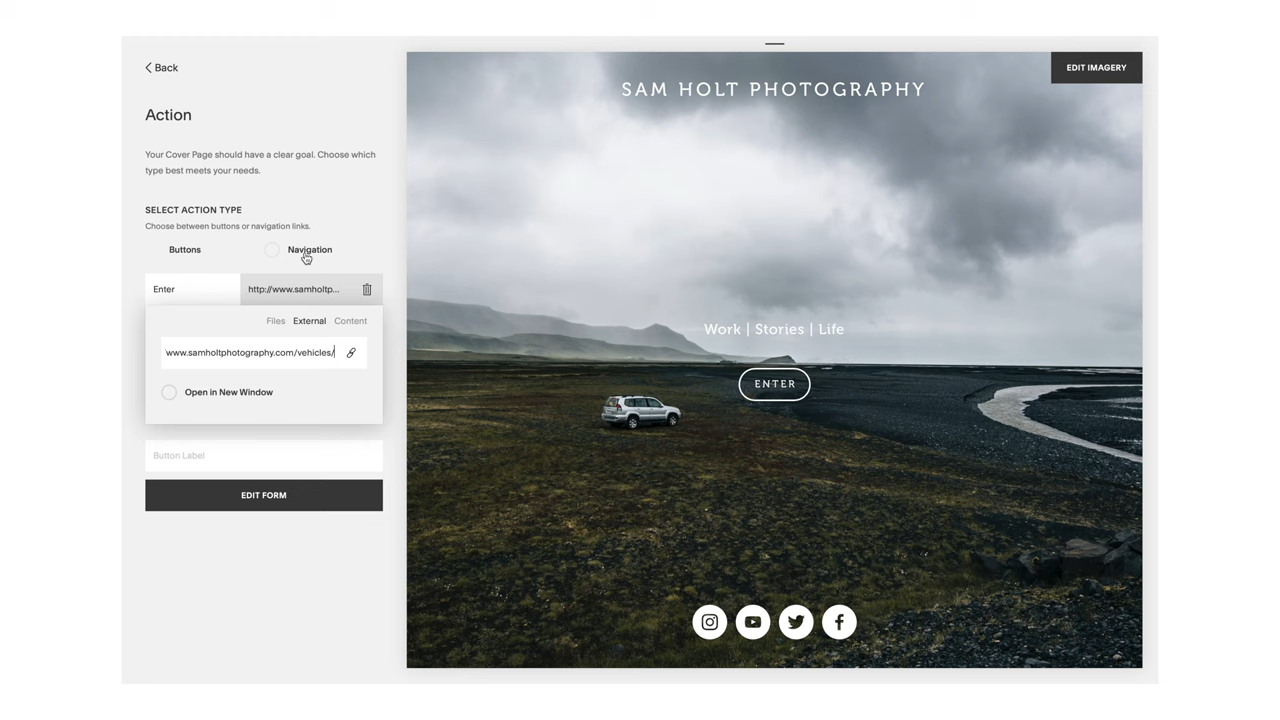 Back
Action
Your Cover Page should have a clear goal. Choose which
type best meets your needs.
SELECT ACTION TYPE
Choose between buttons or navigation links.
Buttons
Navigation
Enter
http://www.samholtp...
Files
External
Content
www.samholtphotography.com/vehicles/
Open in New Window
Button Label
EDIT FORM
EDIT IMAGERY
SAM HOLT PHOTOGRAPHY
Work | Stories | Life
ENTER